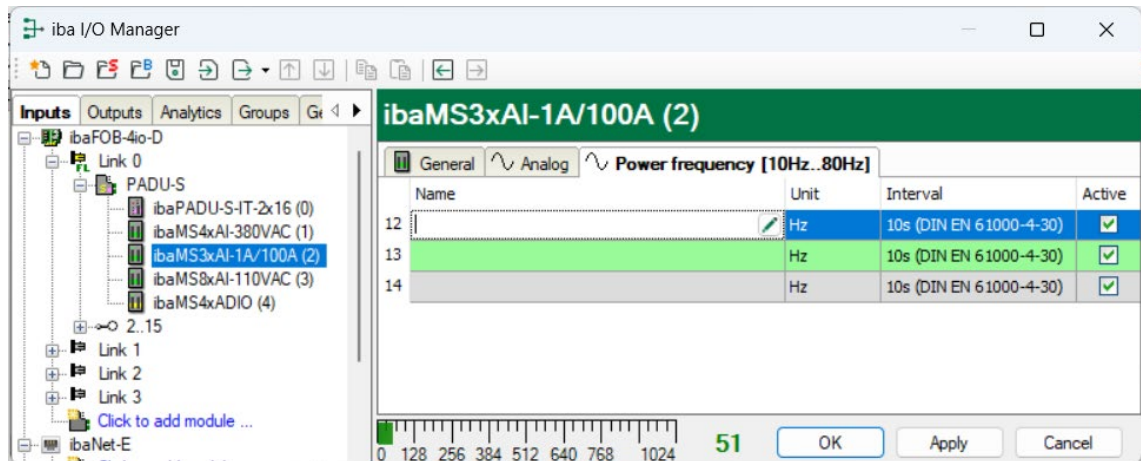 iba I/O Manager
Inputs Outputs Analytics Groups
ibaFOB-4io-D
Link 0
PADU-S
ibaPADU-S-IT-2x16 (0)
ibaMS4xAI-380VAC (1)
ibaMS3xAI-1A/100A (2)
ibaMS8xAI-110VAC (3)
ibaMS4xADIO (4)
2..15
Link 1
Link 2
Link 3
Click to add module ...
ibaNet-E
ibaMS3xAI-1A/100A (2)
General Analog Power frequency [10Hz..80Hz]
Name Unit Interval Active
12 Hz 10s (DIN EN 61000-4-30)
13 Hz 10s (DIN EN 61000-4-30)
14 Hz 10s (DIN EN 61000-4-30)
0 128 256 384 512 640 768 1024
51 OK Apply Cancel